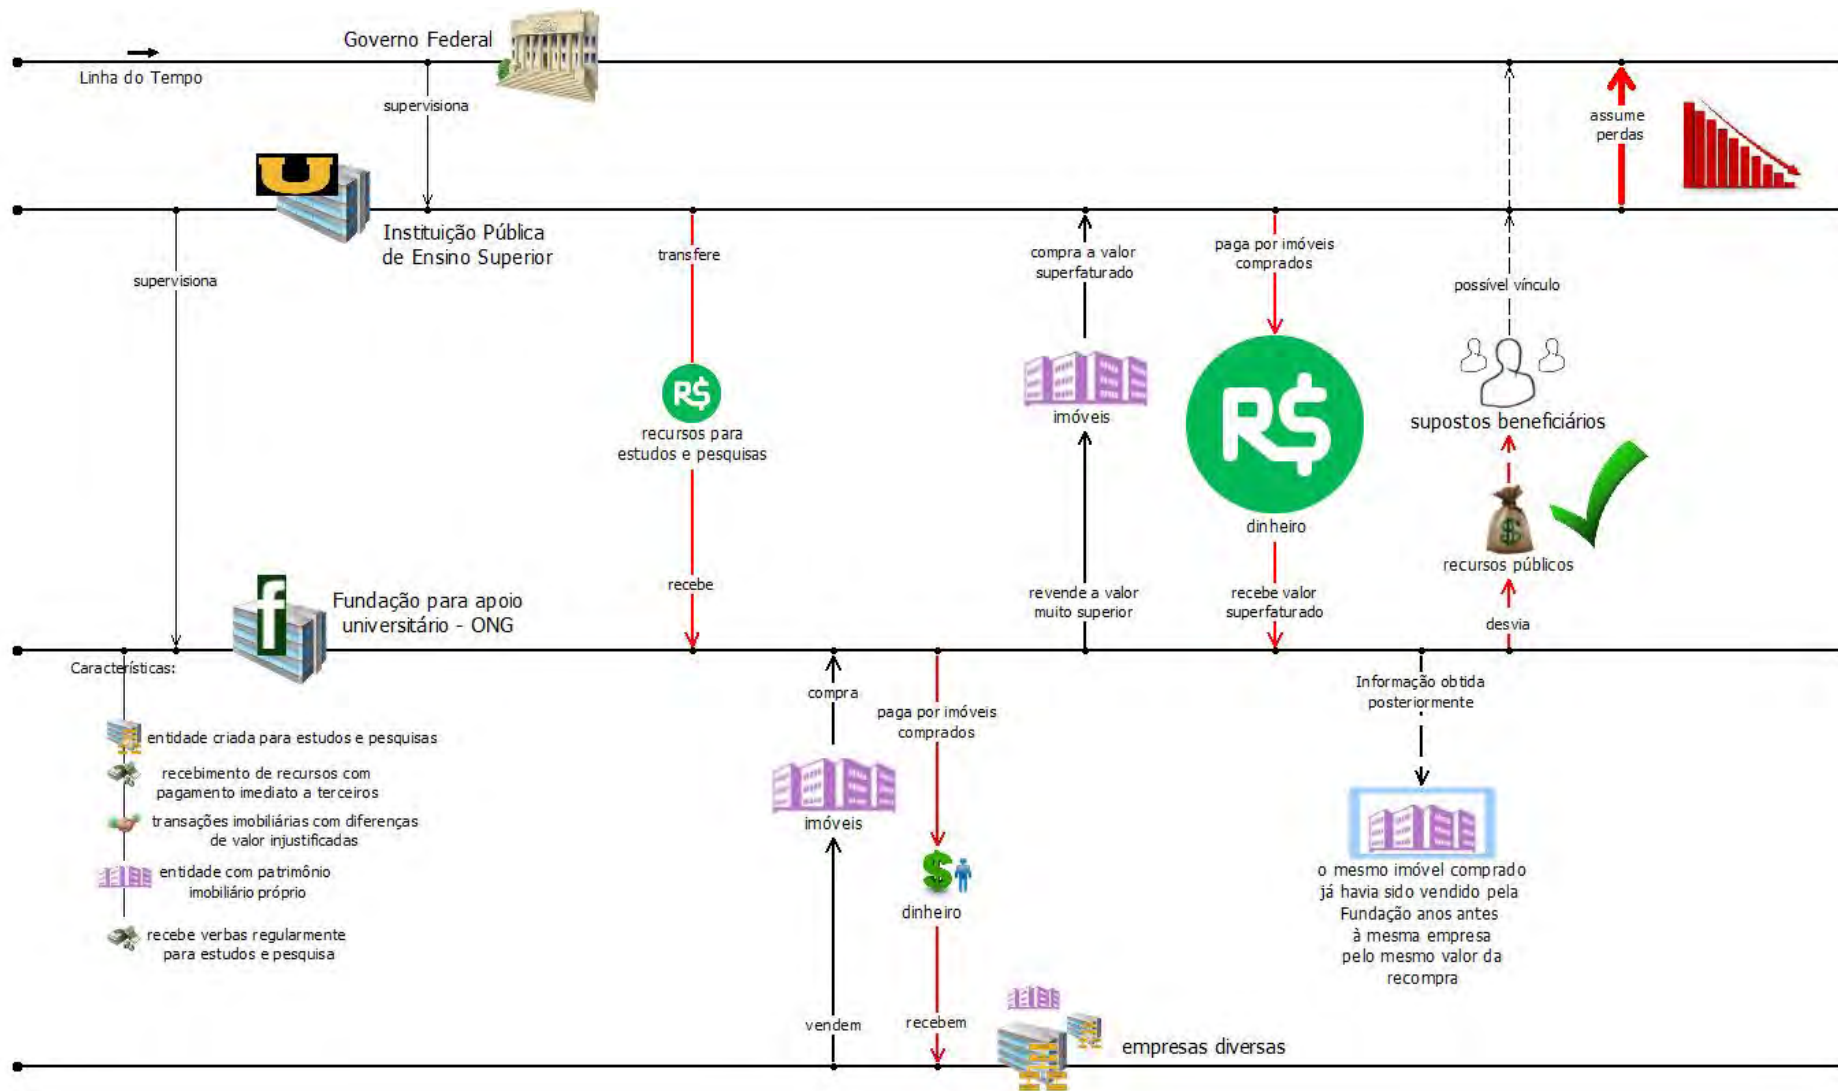 Governo Federal
Linha do Tempo
supervisiona
assume
perdas
U
Instituição Pública
de Ensino Superior
supervisiona
transfere
R$
recursos para
estudos e pesquisas
recebe
compra a valor
superfaturado
imóveis
revende a valor
muito superior
paga por imóveis
comprados
R$
dinheiro
recebe valor
superfaturado
possível vínculo
supostos beneficiários
$
recursos públicos
desvia
f
Fundação para apoio
universitário - ONG
Características:
entidade criada para estudos e pesquisas
recebimento de recursos com
pagamento imediato a terceiros
transações imobiliárias com diferenças
de valor injustificadas
entidade com patrimônio
imobiliário próprio
recebe verbas regularmente
para estudos e pesquisa
compra
imóveis
vendem
paga por imóveis
comprados
$
dinheiro
recebem
Informação obtida
posteriormente
o mesmo imóvel comprado
já havia sido vendido pela
Fundação anos antes
à mesma empresa
pelo mesmo valor da
recompra
empresas diversas